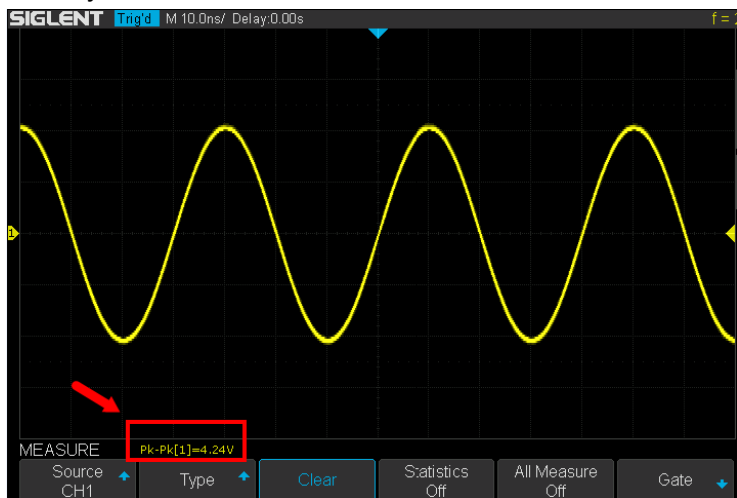 SIGLENT Trig'd M 10.0ns/ Delay:0.00s f =
1
MEASURE Pk-Pk[1]=4.24V
Source Type Clear Statistics All Measure Gate
CH1 Off Off